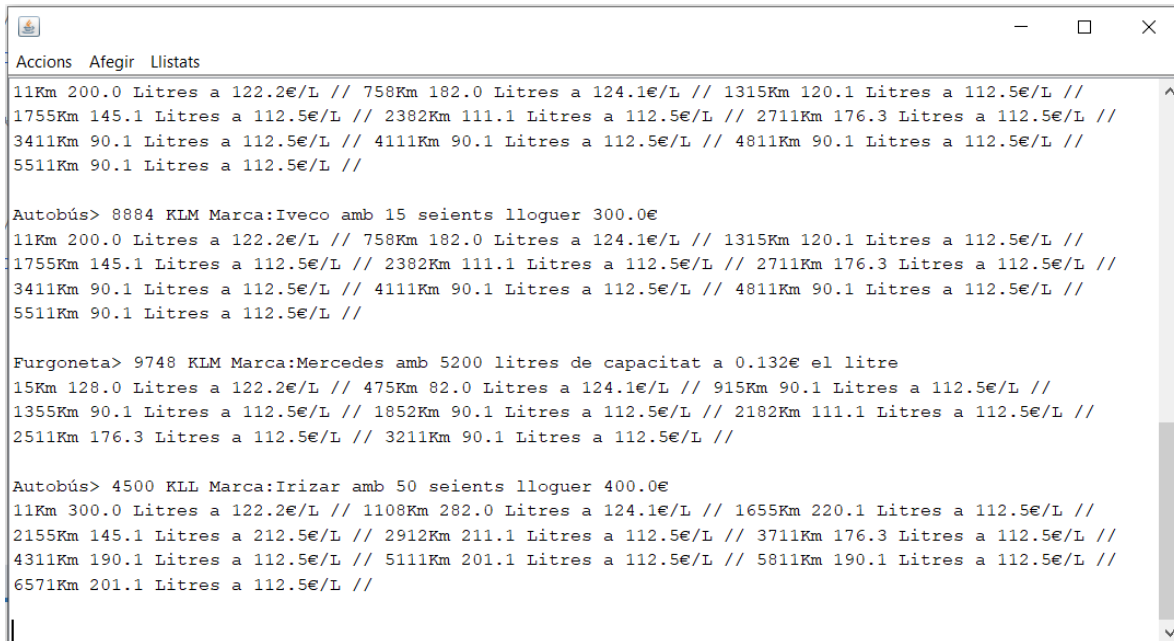 Accions Afegir Llistats
11Km 200.0 Litres a 122.2€/L // 758Km 182.0 Litres a 124.1€/L // 1315Km 120.1 Litres a 112.5€/L //
1755Km 145.1 Litres a 112.5€/L // 2382Km 111.1 Litres a 112.5€/L // 2711Km 176.3 Litres a 112.5€/L //
3411Km 90.1 Litres a 112.5€/L // 4111Km 90.1 Litres a 112.5€/L // 4811Km 90.1 Litres a 112.5€/L //
5511Km 90.1 Litres a 112.5€/L //
Autobús> 8884 KLM Marca:Iveco amb 15 seients lloguer 300.0€
11Km 200.0 Litres a 122.2€/L // 758Km 182.0 Litres a 124.1€/L // 1315Km 120.1 Litres a 112.5€/L //
1755Km 145.1 Litres a 112.5€/L // 2382Km 111.1 Litres a 112.5€/L // 2711Km 176.3 Litres a 112.5€/L //
3411Km 90.1 Litres a 112.5€/L // 4111Km 90.1 Litres a 112.5€/L // 4811Km 90.1 Litres a 112.5€/L //
5511Km 90.1 Litres a 112.5€/L //
Furgoneta> 9748 KLM Marca:Mercedes amb 5200 litres de capacitat a 0.132€ el litre
15Km 128.0 Litres a 122.2€/L // 475Km 82.0 Litres a 124.1€/L // 915Km 90.1 Litres a 112.5€/L //
1355Km 90.1 Litres a 112.5€/L // 1852Km 90.1 Litres a 112.5€/L // 2182Km 111.1 Litres a 112.5€/L //
2511Km 176.3 Litres a 112.5€/L // 3211Km 90.1 Litres a 112.5€/L //
Autobús> 4500 KLL Marca:Irizar amb 50 seients lloguer 400.0€
11Km 300.0 Litres a 122.2€/L // 1108Km 282.0 Litres a 124.1€/L // 1655Km 220.1 Litres a 112.5€/L //
2155Km 145.1 Litres a 212.5€/L // 2912Km 211.1 Litres a 112.5€/L // 3711Km 176.3 Litres a 112.5€/L //
4311Km 190.1 Litres a 112.5€/L // 5111Km 201.1 Litres a 112.5€/L // 5811Km 190.1 Litres a 112.5€/L //
6571Km 201.1 Litres a 112.5€/L //